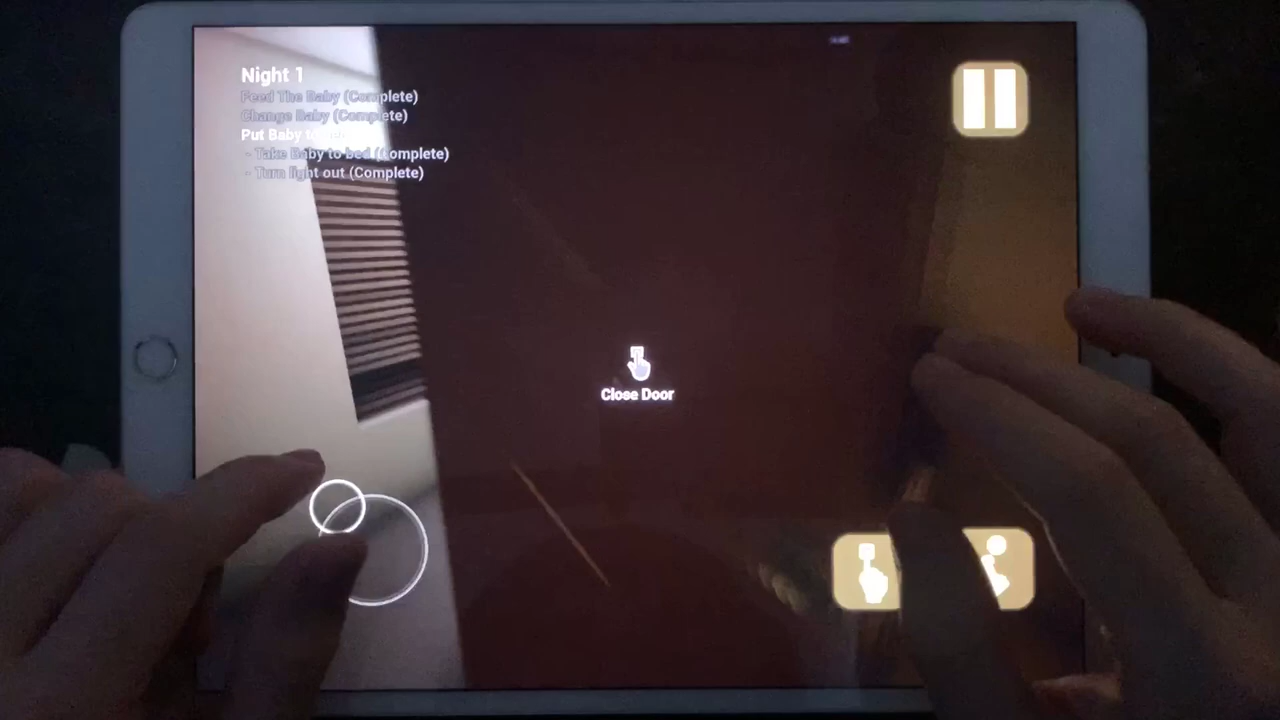 Night 1
Feed The Baby (Complete)
Change Baby (Complete)
Put Baby to
- Take Baby to bed (Complete)
- Turn light out (Complete)
Close Door